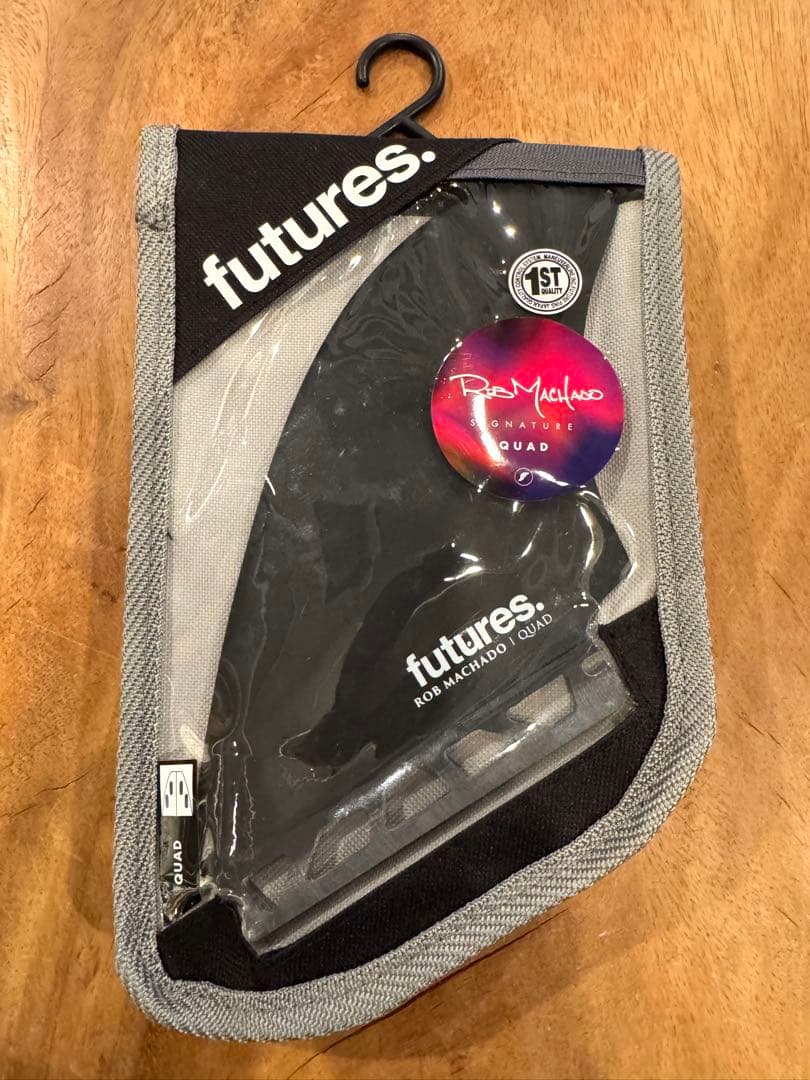 futures.
1ST
QUALITY
ROB MACHADO
SIGNATURE
QUAD
futures.
ROB MACHADO | QUAD
QUAD